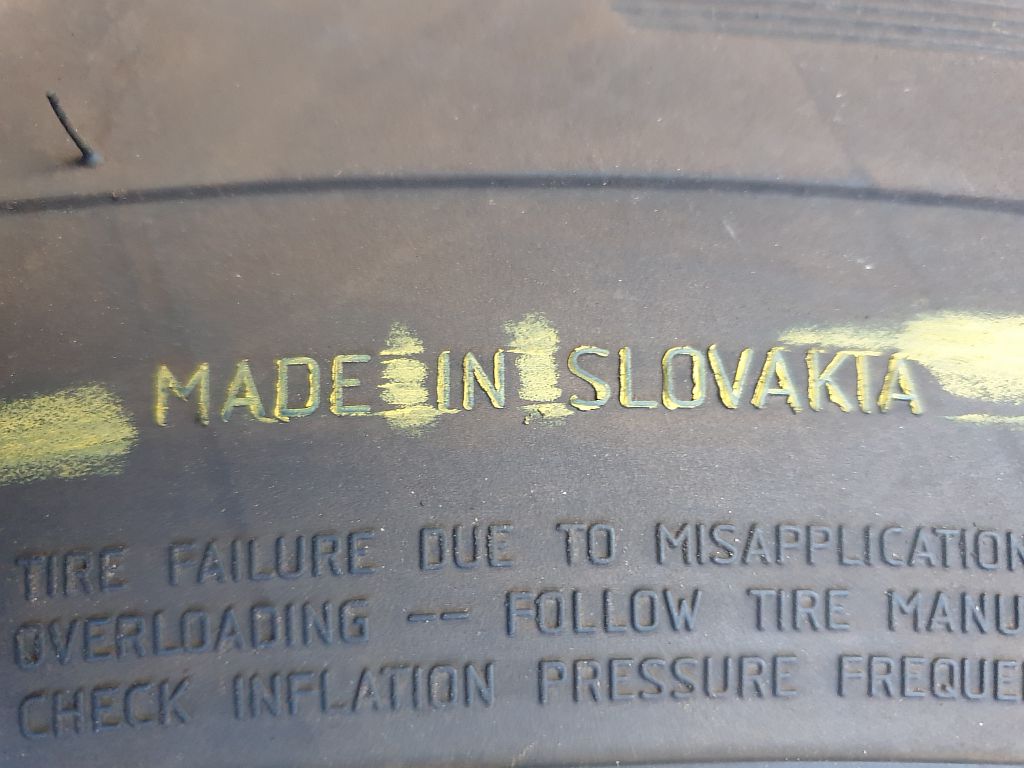 MADE IN SLOVAKIA
TIRE FAILURE DUE TO MISAPPLICATION
OVERLOADING -- FOLLOW TIRE MANU
CHECK INFLATION PRESSURE FREQUE